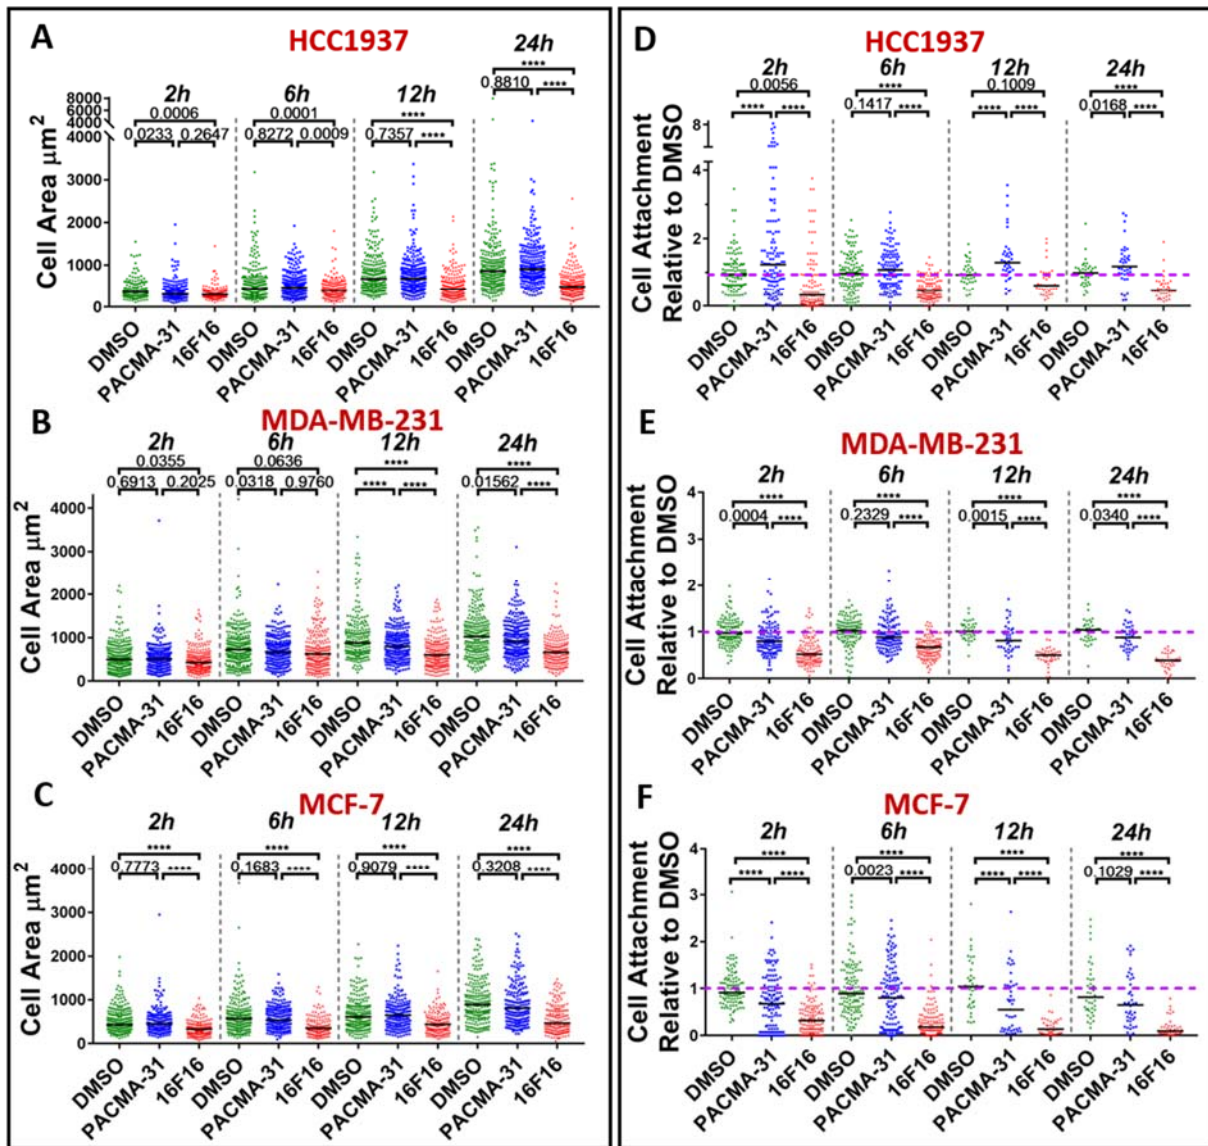 A
HCC1937
2h 6h 12h 24h
0.0006 0.0001 **** ****
0.0233 0.2647 0.8272 0.0009 0.7357 **** 0.8810 ****
Cell Area µm²
8000
6000
4000
4000
3000
2000
1000
0
DMSO PACMA-31 16F16 DMSO PACMA-31 16F16 DMSO PACMA-31 16F16 DMSO PACMA-31 16F16
B
MDA-MB-231
2h 6h 12h 24h
0.0355 0.0636 **** ****
0.6913 0.2025 0.0318 0.9760 **** **** 0.01562 ****
Cell Area µm²
4000
3000
2000
1000
0
DMSO PACMA-31 16F16 DMSO PACMA-31 16F16 DMSO PACMA-31 16F16 DMSO PACMA-31 16F16
C
MCF-7
2h 6h 12h 24h
**** **** **** ****
0.7773 **** 0.1683 **** 0.9079 **** 0.3208 ****
Cell Area µm²
4000
3000
2000
1000
0
DMSO PACMA-31 16F16 DMSO PACMA-31 16F16 DMSO PACMA-31 16F16 DMSO PACMA-31 16F16
D
HCC1937
2h 6h 12h 24h
0.0056 **** 0.1009 ****
**** **** 0.1417 **** **** **** 0.0168 ****
Cell Attachment
Relative to DMSO
8
4
2
0
DMSO PACMA-31 16F16 DMSO PACMA-31 16F16 DMSO PACMA-31 16F16 DMSO PACMA-31 16F16
E
MDA-MB-231
2h 6h 12h 24h
**** **** **** ****
0.0004 **** 0.2329 **** 0.0015 **** 0.0340 ****
Cell Attachment
Relative to DMSO
4
3
2
1
0
DMSO PACMA-31 16F16 DMSO PACMA-31 16F16 DMSO PACMA-31 16F16 DMSO PACMA-31 16F16
F
MCF-7
2h 6h 12h 24h
**** **** **** ****
**** **** 0.0023 **** **** **** 0.1029 ****
Cell Attachment
Relative to DMSO
4
3
2
1
0
DMSO PACMA-31 16F16 DMSO PACMA-31 16F16 DMSO PACMA-31 16F16 DMSO PACMA-31 16F16